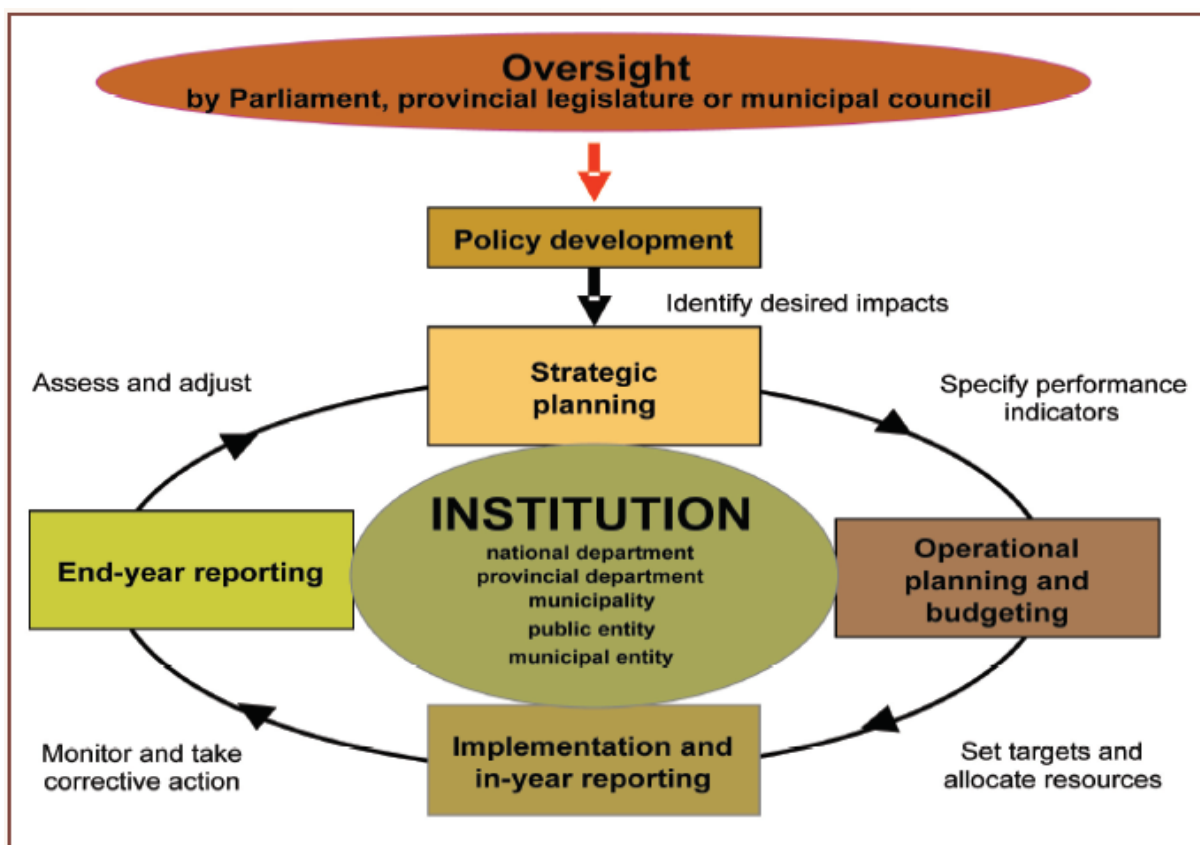 Oversight
by Parliament, provincial legislature or municipal council
Policy development
Identify desired impacts
Strategic
planning
Assess and adjust
Specify performance
indicators
INSTITUTION
national department
provincial department
municipality
public entity
municipal entity
End-year reporting
Operational
planning and
budgeting
Implementation and
in-year reporting
Monitor and take
corrective action
Set targets and
allocate resources